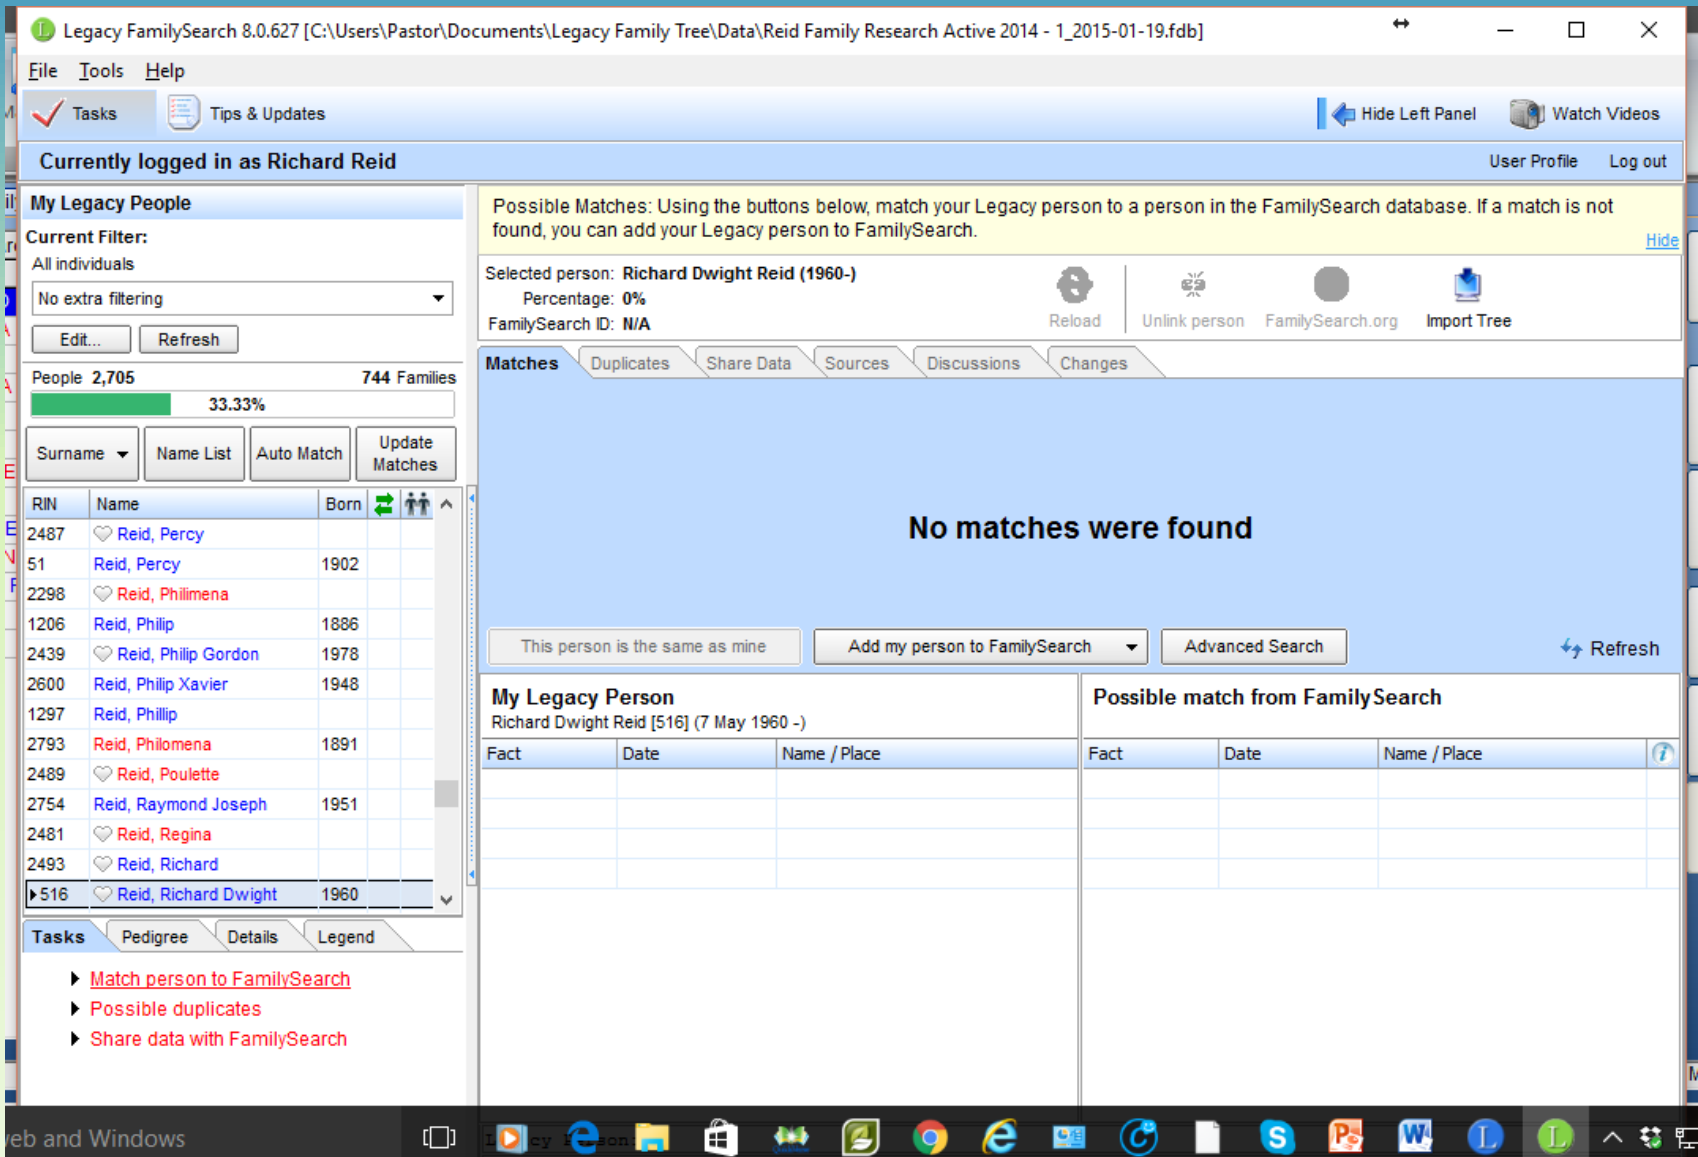 Legacy FamilySearch 8.0.627 [C:\Users\Pastor\Documents\Legacy Family Tree\Data\Reid Family Research Active 2014 - 1_2015-01-19.fdb]
File Tools Help
Tasks Tips & Updates Hide Left Panel Watch Videos
Currently logged in as Richard Reid User Profile Log out
My Legacy People
Current Filter:
All individuals
No extra filtering
Edit... Refresh
People 2,705 744 Families
33.33%
Surname Name List Auto Match Update Matches
RIN Name Born
2487 Reid, Percy
51 Reid, Percy 1902
2298 Reid, Philimena
1206 Reid, Philip 1886
2439 Reid, Philip Gordon 1978
2600 Reid, Philip Xavier 1948
1297 Reid, Phillip
2793 Reid, Philomena 1891
2489 Reid, Poulette
2754 Reid, Raymond Joseph 1951
2481 Reid, Regina
2493 Reid, Richard
516 Reid, Richard Dwight 1960
Tasks Pedigree Details Legend
Match person to FamilySearch
Possible duplicates
Share data with FamilySearch
Possible Matches: Using the buttons below, match your Legacy person to a person in the FamilySearch database. If a match is not
found, you can add your Legacy person to FamilySearch.
Hide
Selected person: Richard Dwight Reid (1960-)
Percentage: 0%
FamilySearch ID: N/A
Reload Unlink person FamilySearch.org Import Tree
Matches Duplicates Share Data Sources Discussions Changes
No matches were found
This person is the same as mine Add my person to FamilySearch Advanced Search Refresh
My Legacy Person
Richard Dwight Reid [516] (7 May 1960 -)
Fact Date Name / Place
Possible match from FamilySearch
Fact Date Name / Place
and Windows